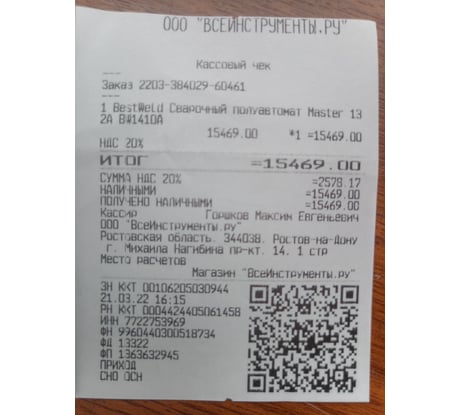 ООО "ВСЕИНСТРУМЕНТЫ.РУ"
Кассовый чек
---
Заказ 2203-384029-60461
---
1 BestWeld Сварочный полуавтомат Master 13
2A BW1410A
15469.00 *1 =15469.00
НДС 20%
ИТОГ =15469.00
СУММА НДС 20% =2578.17
НАЛИЧНЫМИ =15469.00
ПОЛУЧЕНО НАЛИЧНЫМИ =15469.00
Кассир Горшков Максим Евгеньевич
ООО "ВсеИнструменты.ру"
Ростовская область, 344038, Ростов-на-Дону
г, Михаила Нагибина пр-кт, 14, 1 стр
Место расчетов
Магазин "ВсеИнструменты.ру"
ЗН ККТ 00106205030944
21.03.22 16:15
РН ККТ 0004424405061458
ИНН 7722753969
ФН 9960440300518734
ФД 13322
ФП 1363632945
ПРИХОД
СНО ОСН